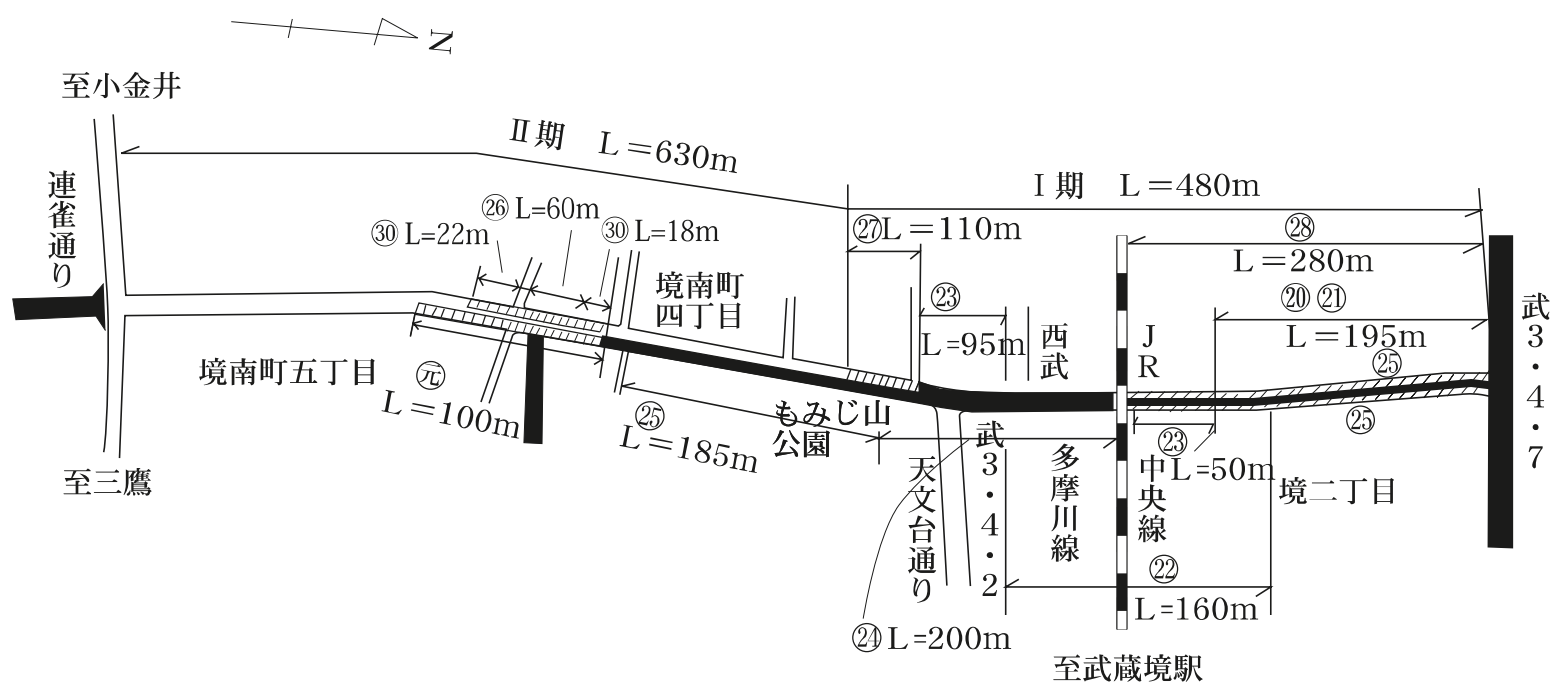 N
至小金井
連雀通り
Ⅱ期 L=630m
Ⅰ期 L=480m
㉖ L=60m
㉚ L=22m
㉚ L=18m
㉗ L=110m
㉘
L=280m
境南町
四丁目
㉓
L=95m
⑳ ㉑
L=195m
西武
多摩川線
JR
中央線
武3・4・7
境南町五丁目
元
L=100m
㉕
L=185m
もみじ山
公園
㉕
㉕
㉓
L=50m
境二丁目
天文台通り
武3・4・2
至三鷹
㉒
L=160m
㉔ L=200m
至武蔵境駅